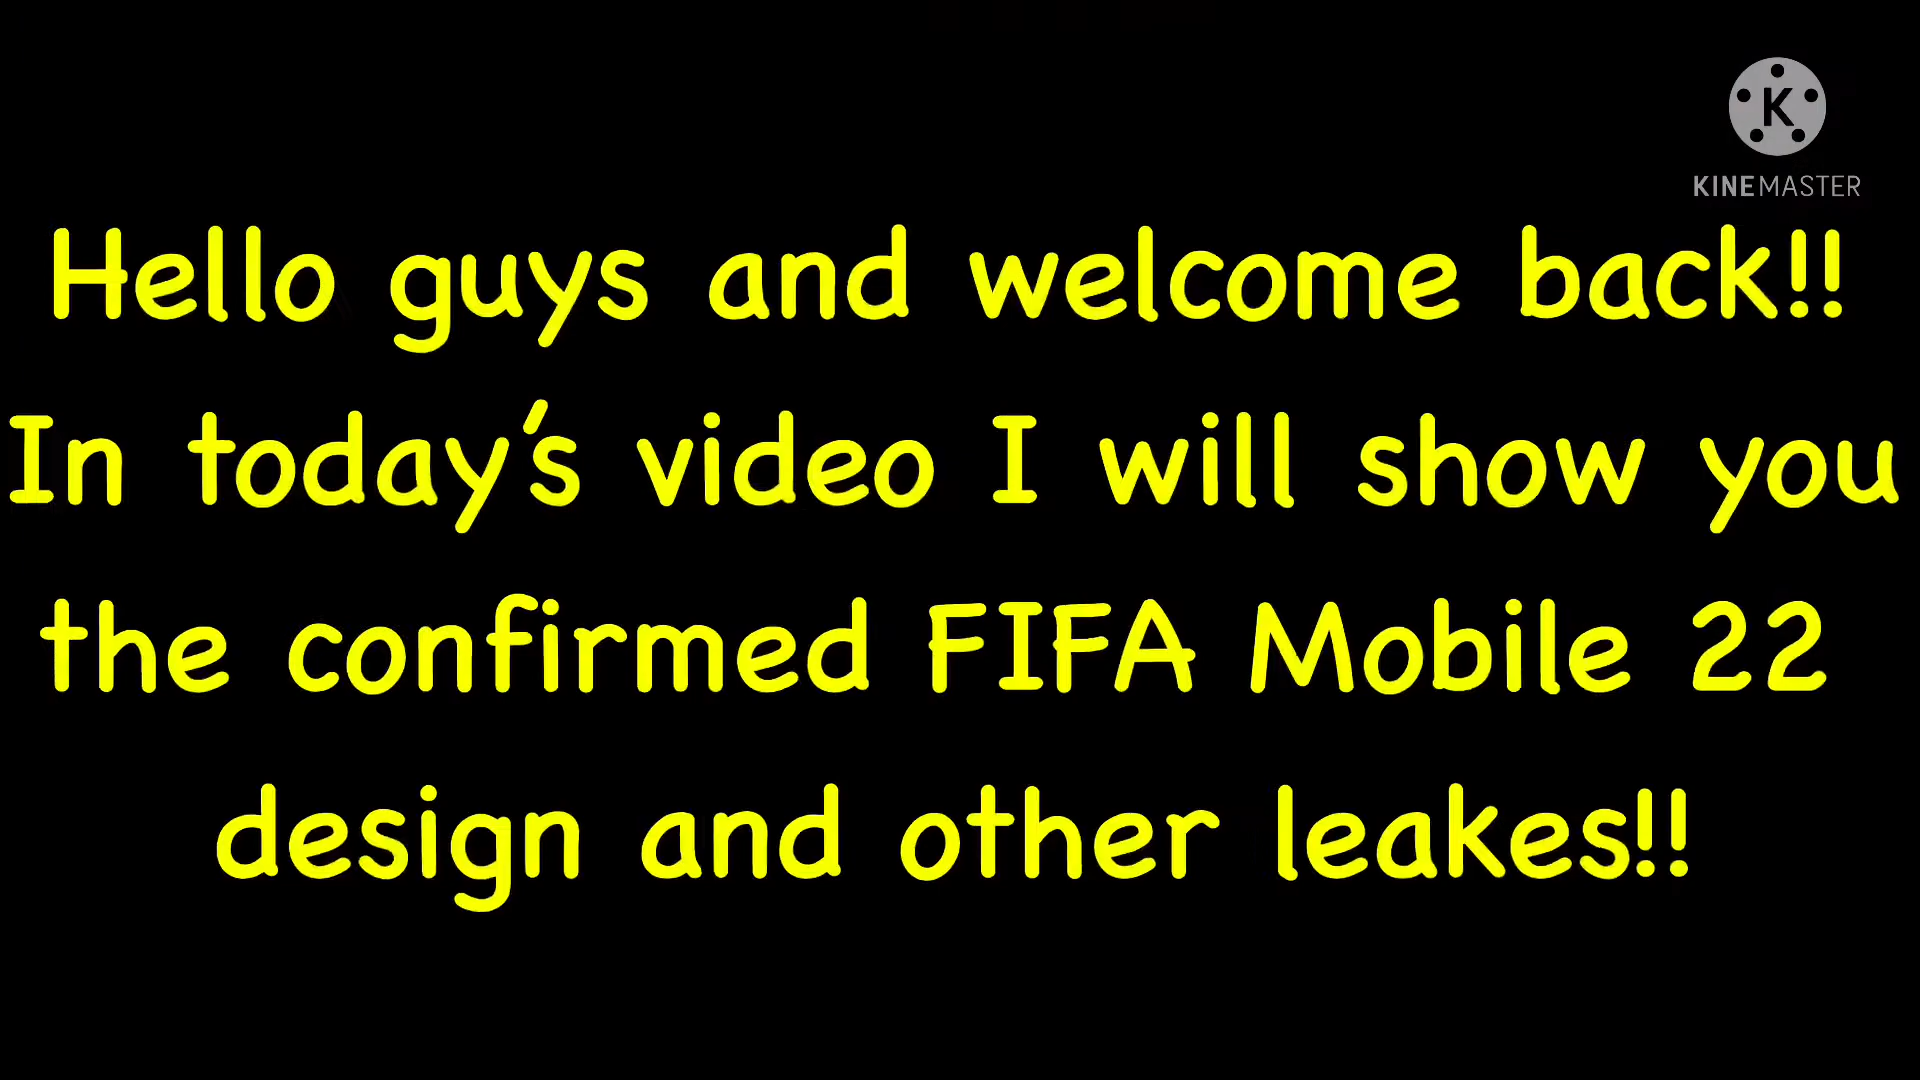 K
KINEMASTER
Hello guys and welcome back!!
In today's video I will show you
the confirmed FIFA Mobile 22
design and other leakes!!